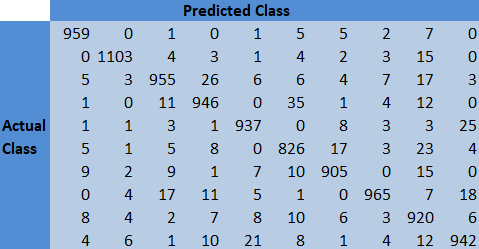 Predicted Class
959 0 1 0 1 5 5 2 7 0
0 1103 4 3 1 4 2 3 15 0
5 3 955 26 6 6 4 7 17 3
1 0 11 946 0 35 1 4 12 0
Actual 1 1 3 1 937 0 8 3 3 25
Class 5 1 5 8 0 826 17 3 23 4
9 2 9 1 7 10 905 0 15 0
0 4 17 11 5 1 0 965 7 18
8 4 2 7 8 10 6 3 920 6
4 6 1 10 21 8 1 4 12 942